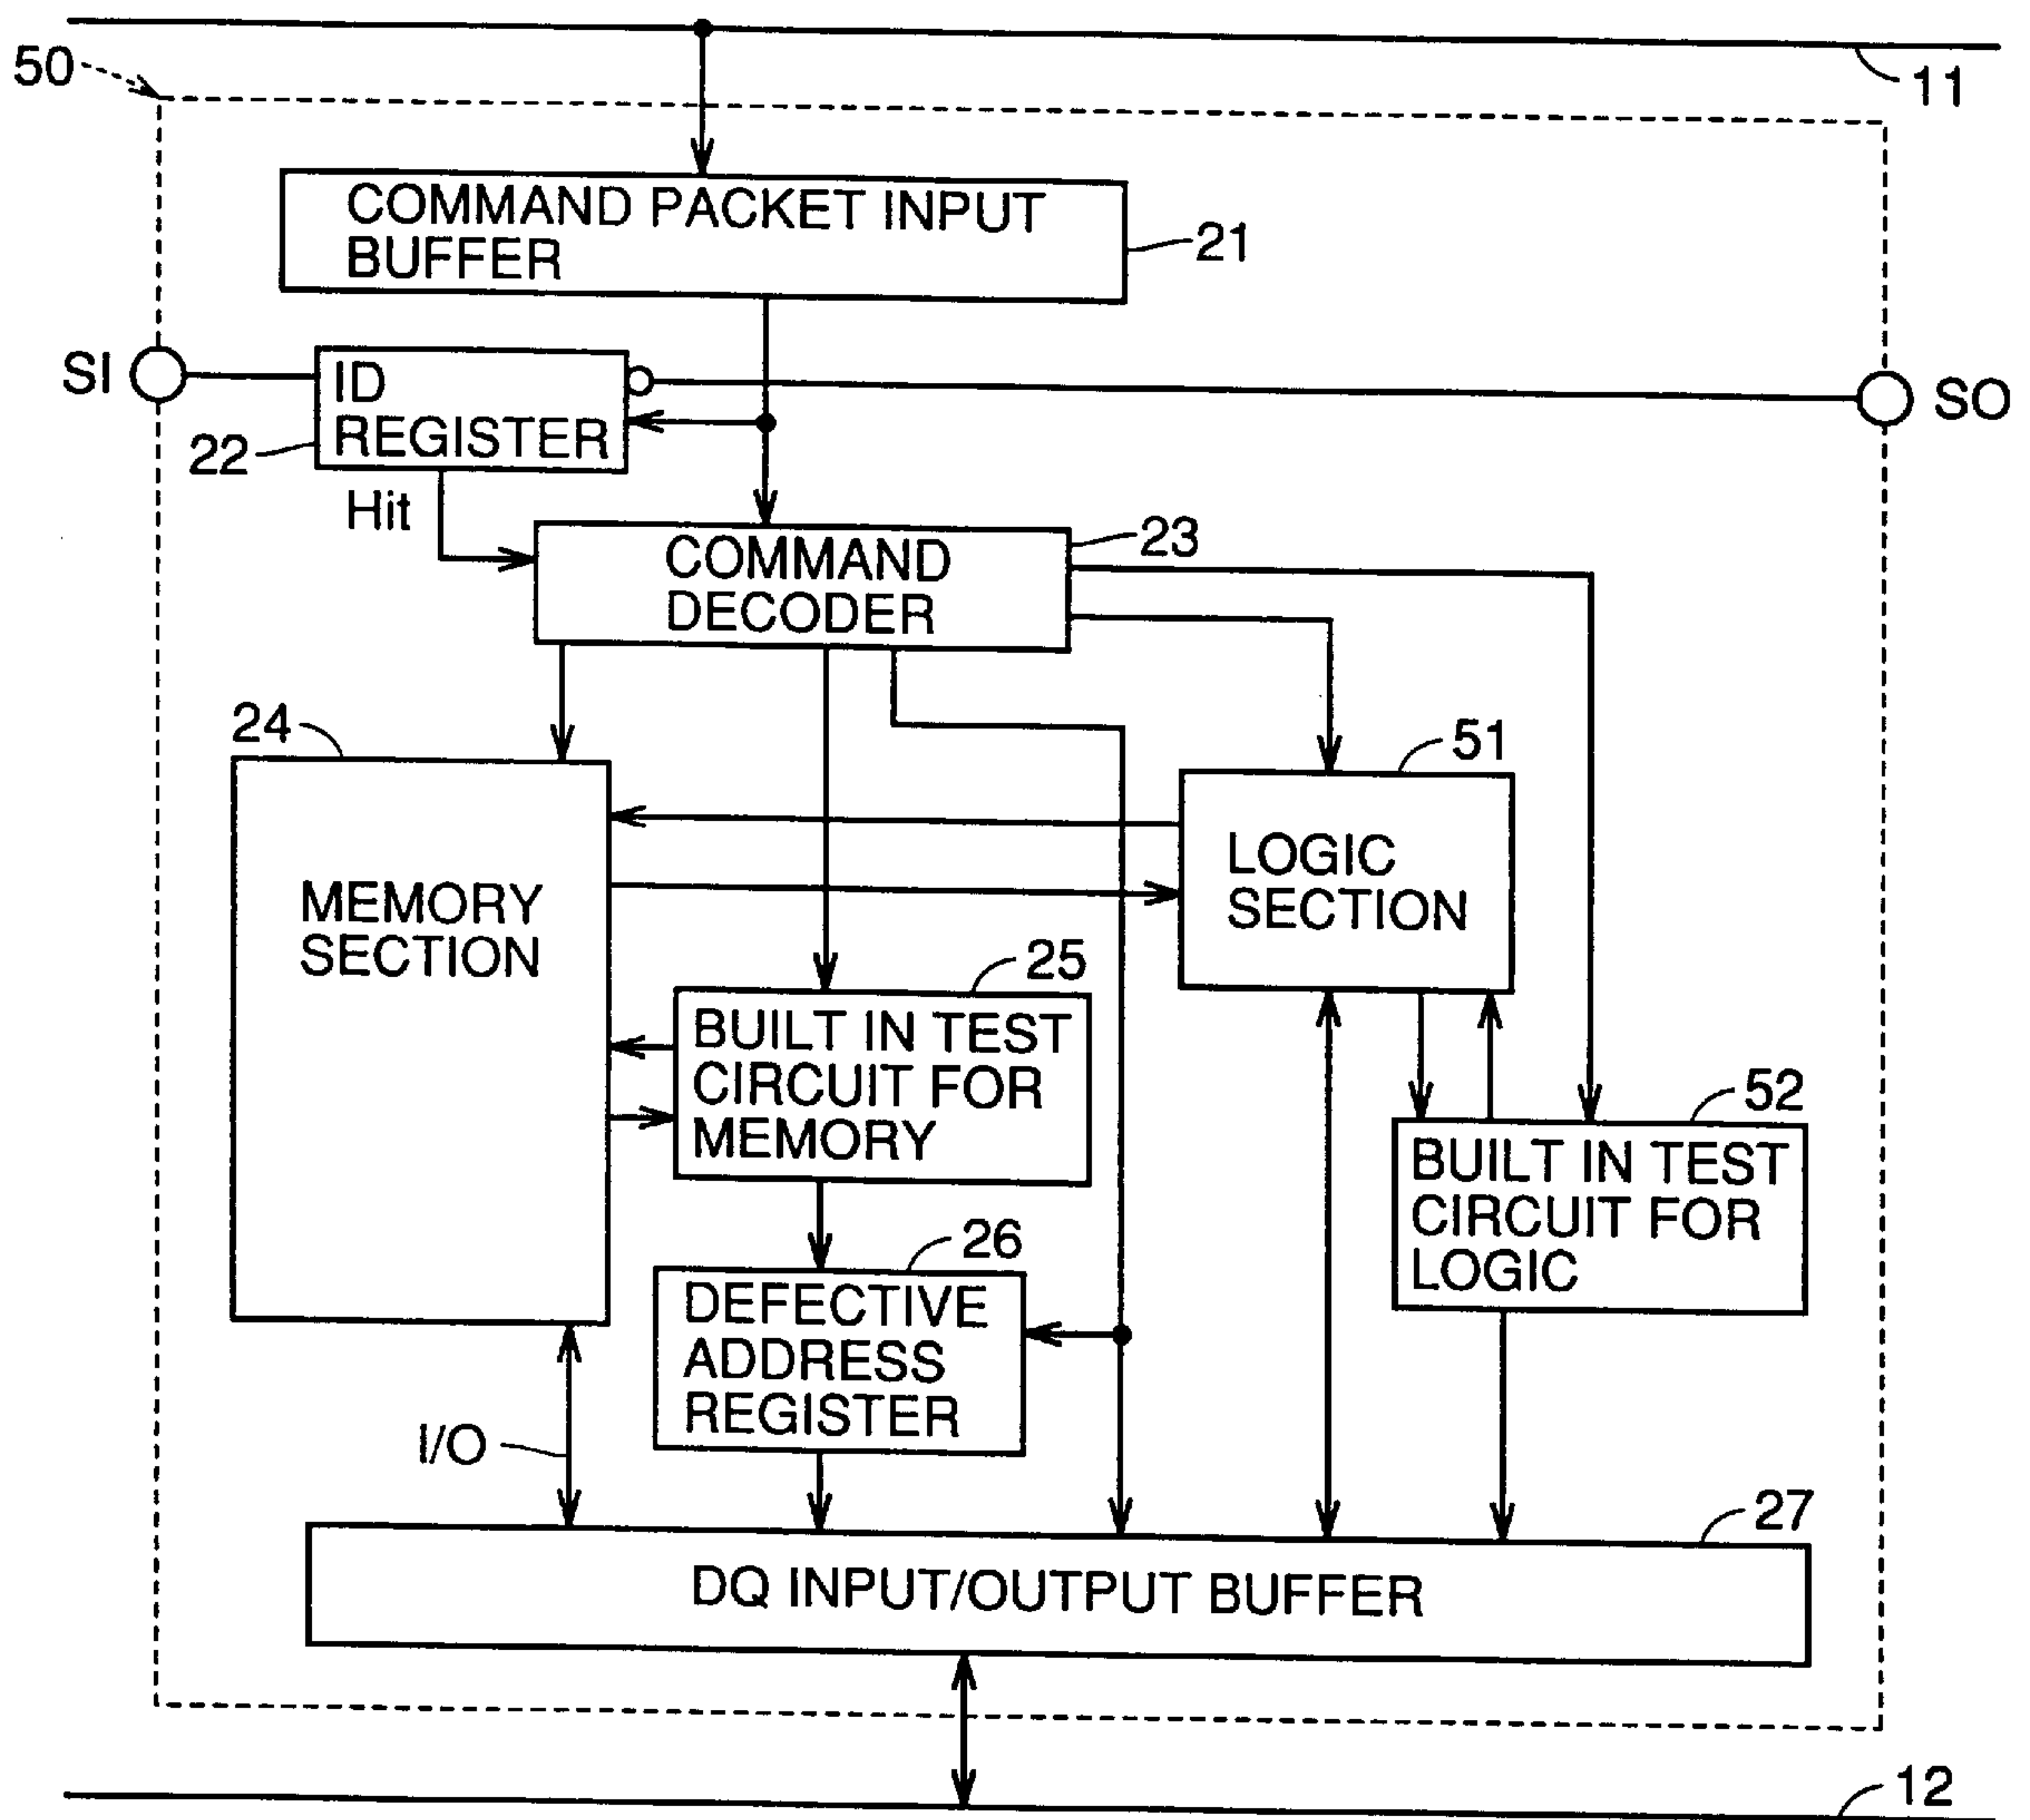 50
11
COMMAND PACKET INPUT
BUFFER
21
SI
ID
REGISTER
SO
22
Hit
23
COMMAND
DECODER
24
51
LOGIC
SECTION
MEMORY
SECTION
25
BUILT IN TEST
CIRCUIT FOR
MEMORY
52
BUILT IN TEST
CIRCUIT FOR
LOGIC
26
DEFECTIVE
ADDRESS
REGISTER
I/O
27
DQ INPUT/OUTPUT BUFFER
12